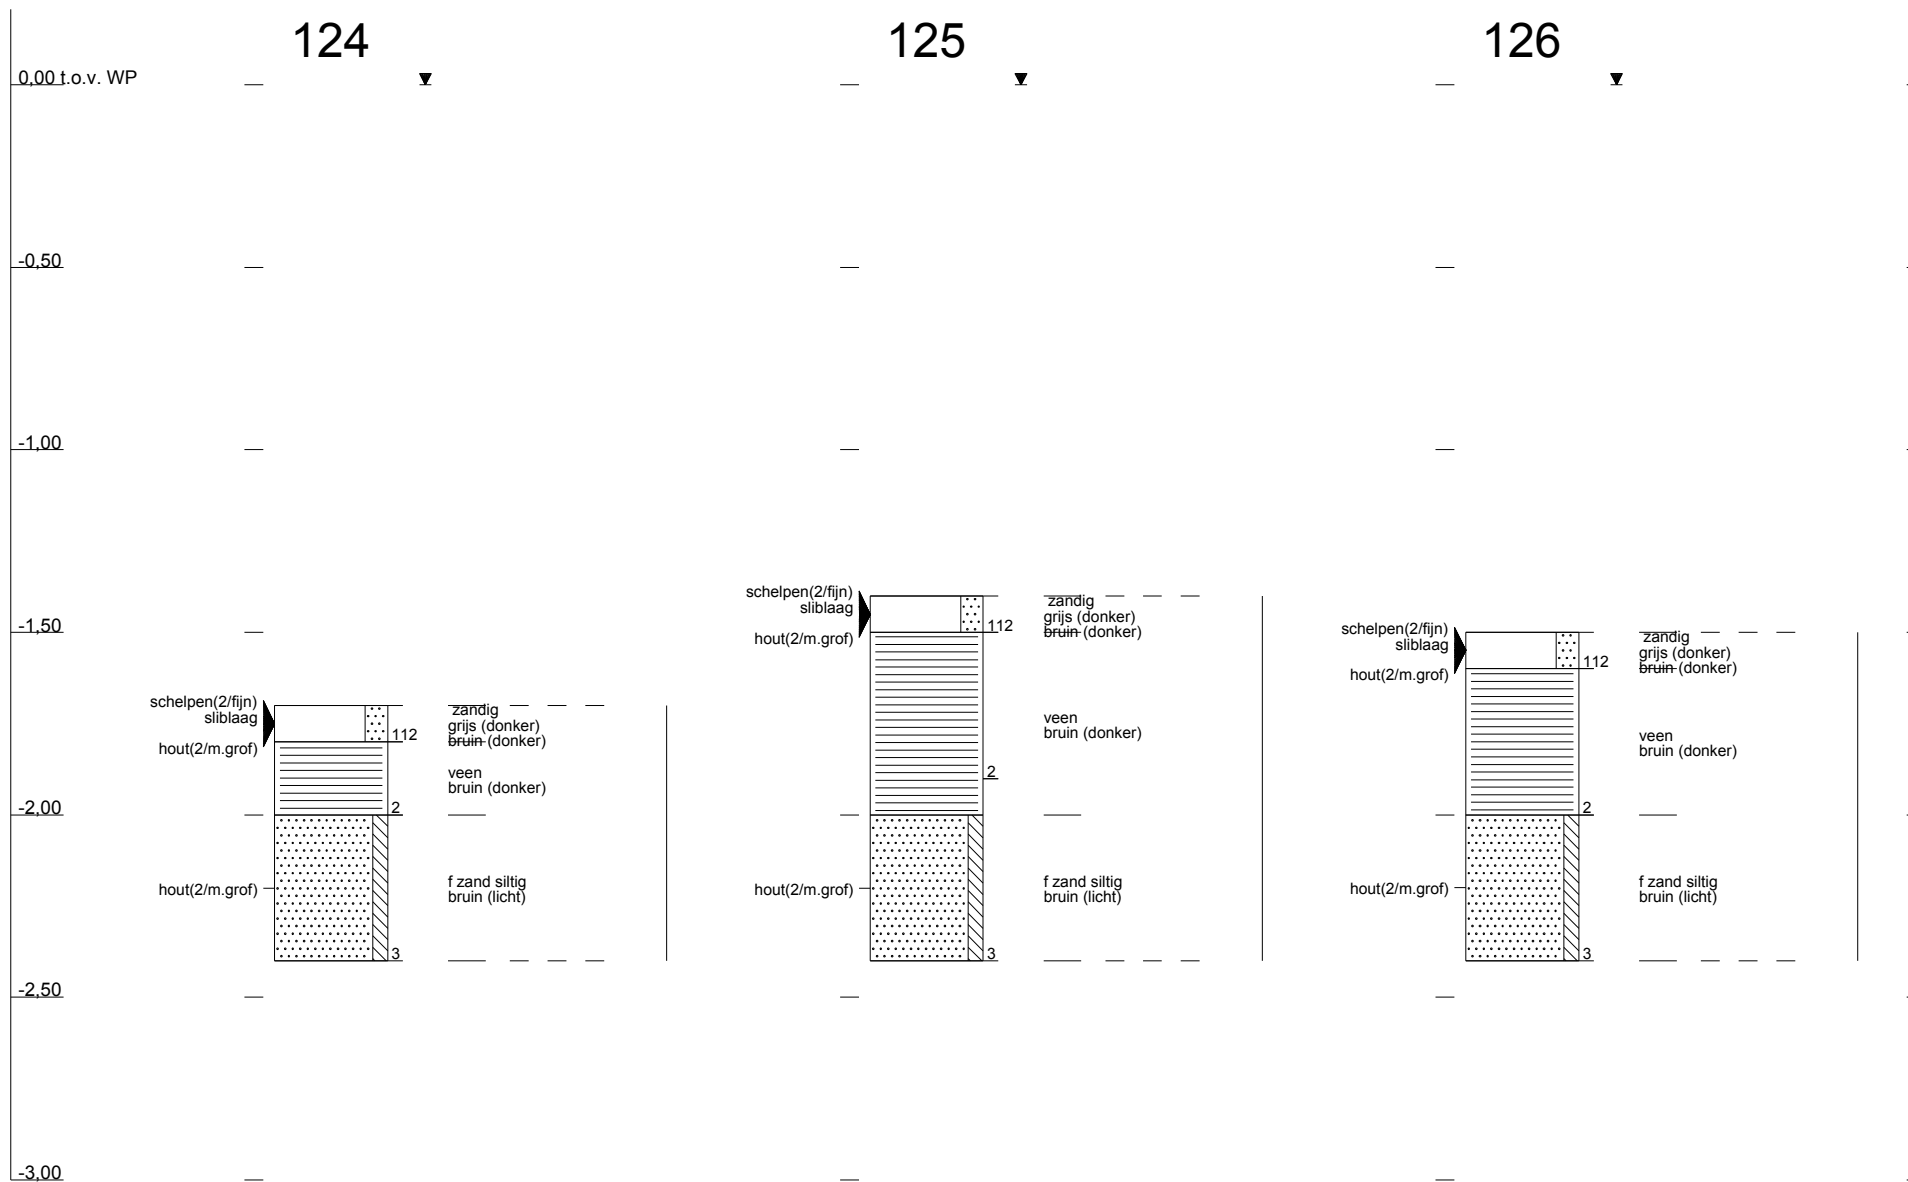 124
125
126
0,00 t.o.v. WP
-0,50
-1,00
-1,50
-2,00
-2,50
-3,00
schelpen(2/fijn)
sliblaag
hout(2/m.grof)
hout(2/m.grof)
112
2
3
zandig
grijs (donker)
bruin (donker)
veen
bruin (donker)
f zand siltig
bruin (licht)
schelpen(2/fijn)
sliblaag
hout(2/m.grof)
hout(2/m.grof)
112
2
3
zandig
grijs (donker)
bruin (donker)
veen
bruin (donker)
f zand siltig
bruin (licht)
schelpen(2/fijn)
sliblaag
hout(2/m.grof)
hout(2/m.grof)
112
2
3
zandig
grijs (donker)
bruin (donker)
veen
bruin (donker)
f zand siltig
bruin (licht)